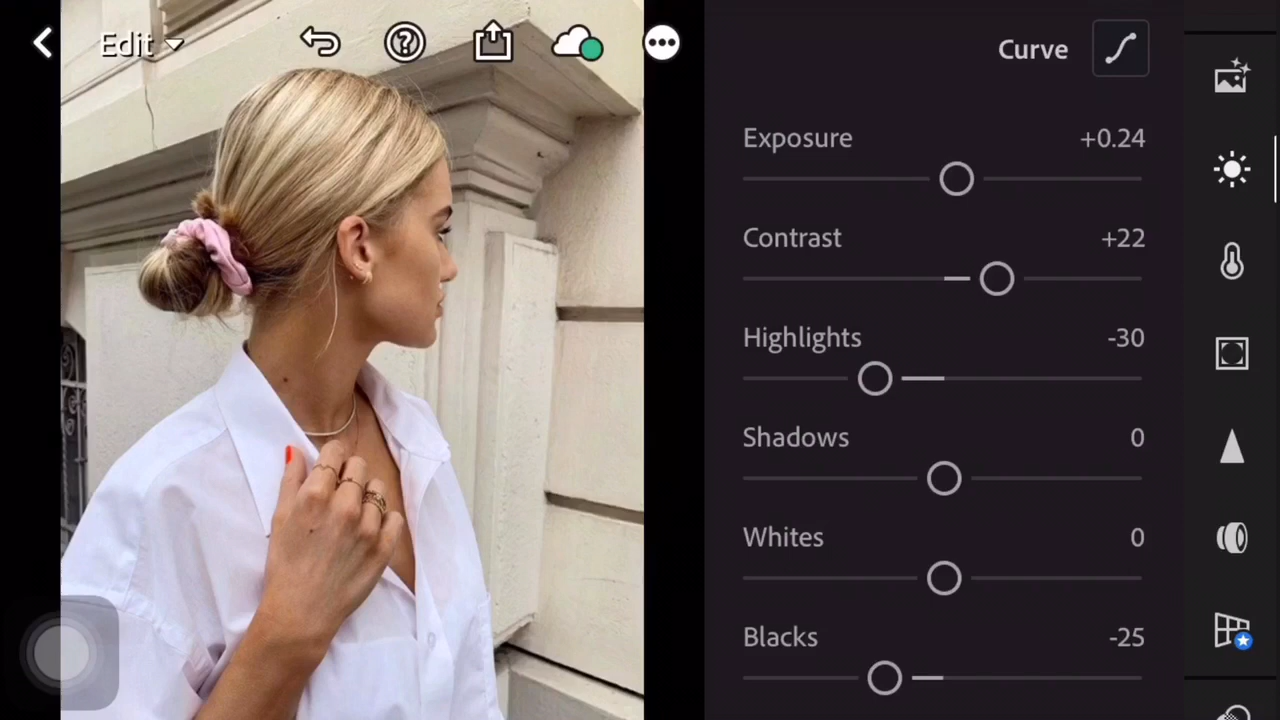 Edit
Curve
Exposure +0.24
Contrast +22
Highlights -30
Shadows 0
Whites 0
Blacks -25